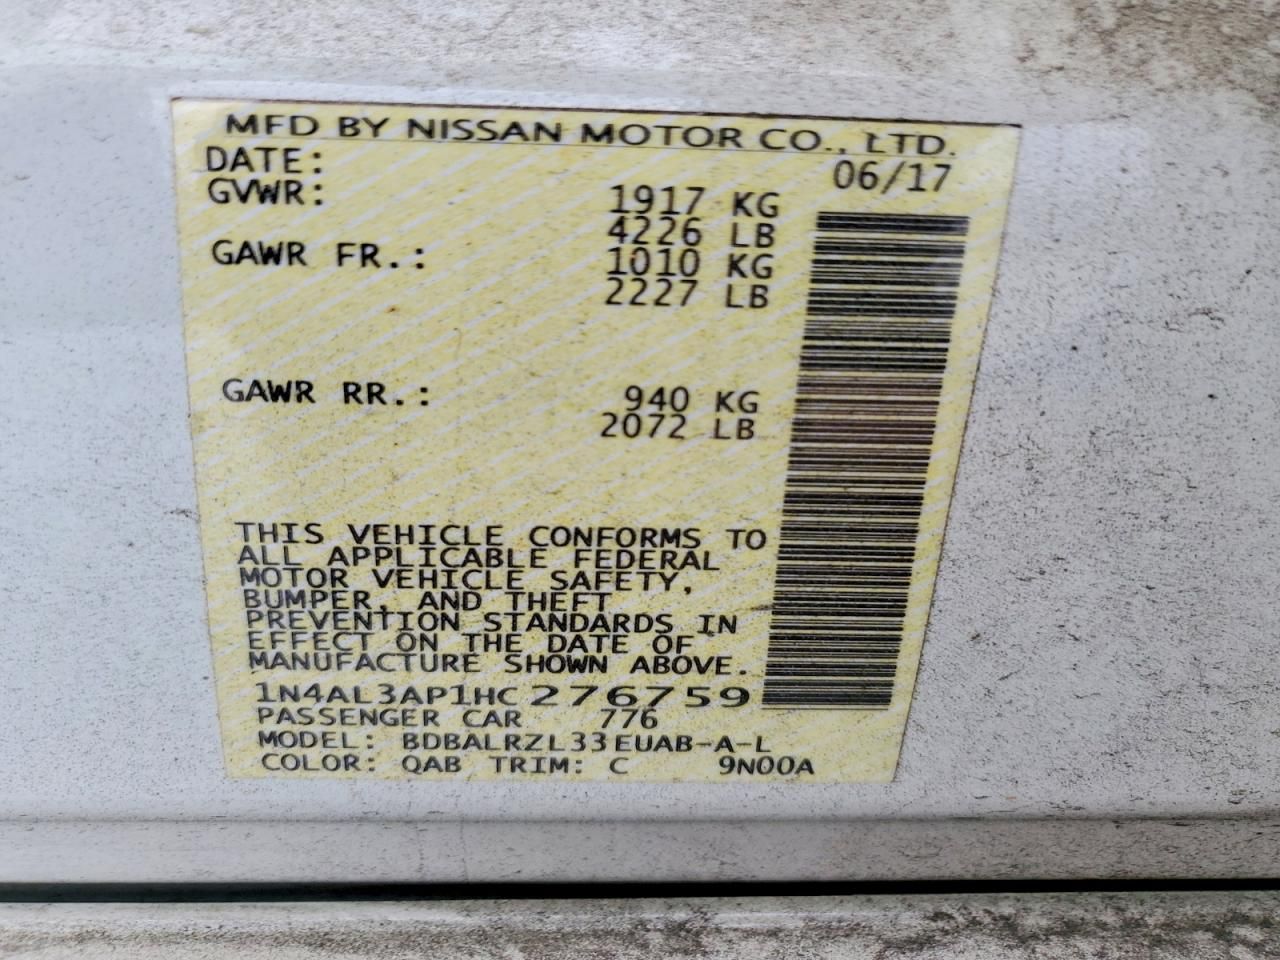 MFD BY NISSAN MOTOR CO., LTD.
DATE: 06/17
GVWR: 1917 KG
4226 LB
GAWR FR.: 1010 KG
2227 LB
GAWR RR.: 940 KG
2072 LB
THIS VEHICLE CONFORMS TO
ALL APPLICABLE FEDERAL
MOTOR VEHICLE SAFETY,
BUMPER, AND THEFT
PREVENTION STANDARDS IN
EFFECT ON THE DATE OF
MANUFACTURE SHOWN ABOVE.
1N4AL3AP1HC276759
PASSENGER CAR 776
MODEL: BDBALRZL33EUAB-A-L
COLOR: QAB TRIM: C 9N00A